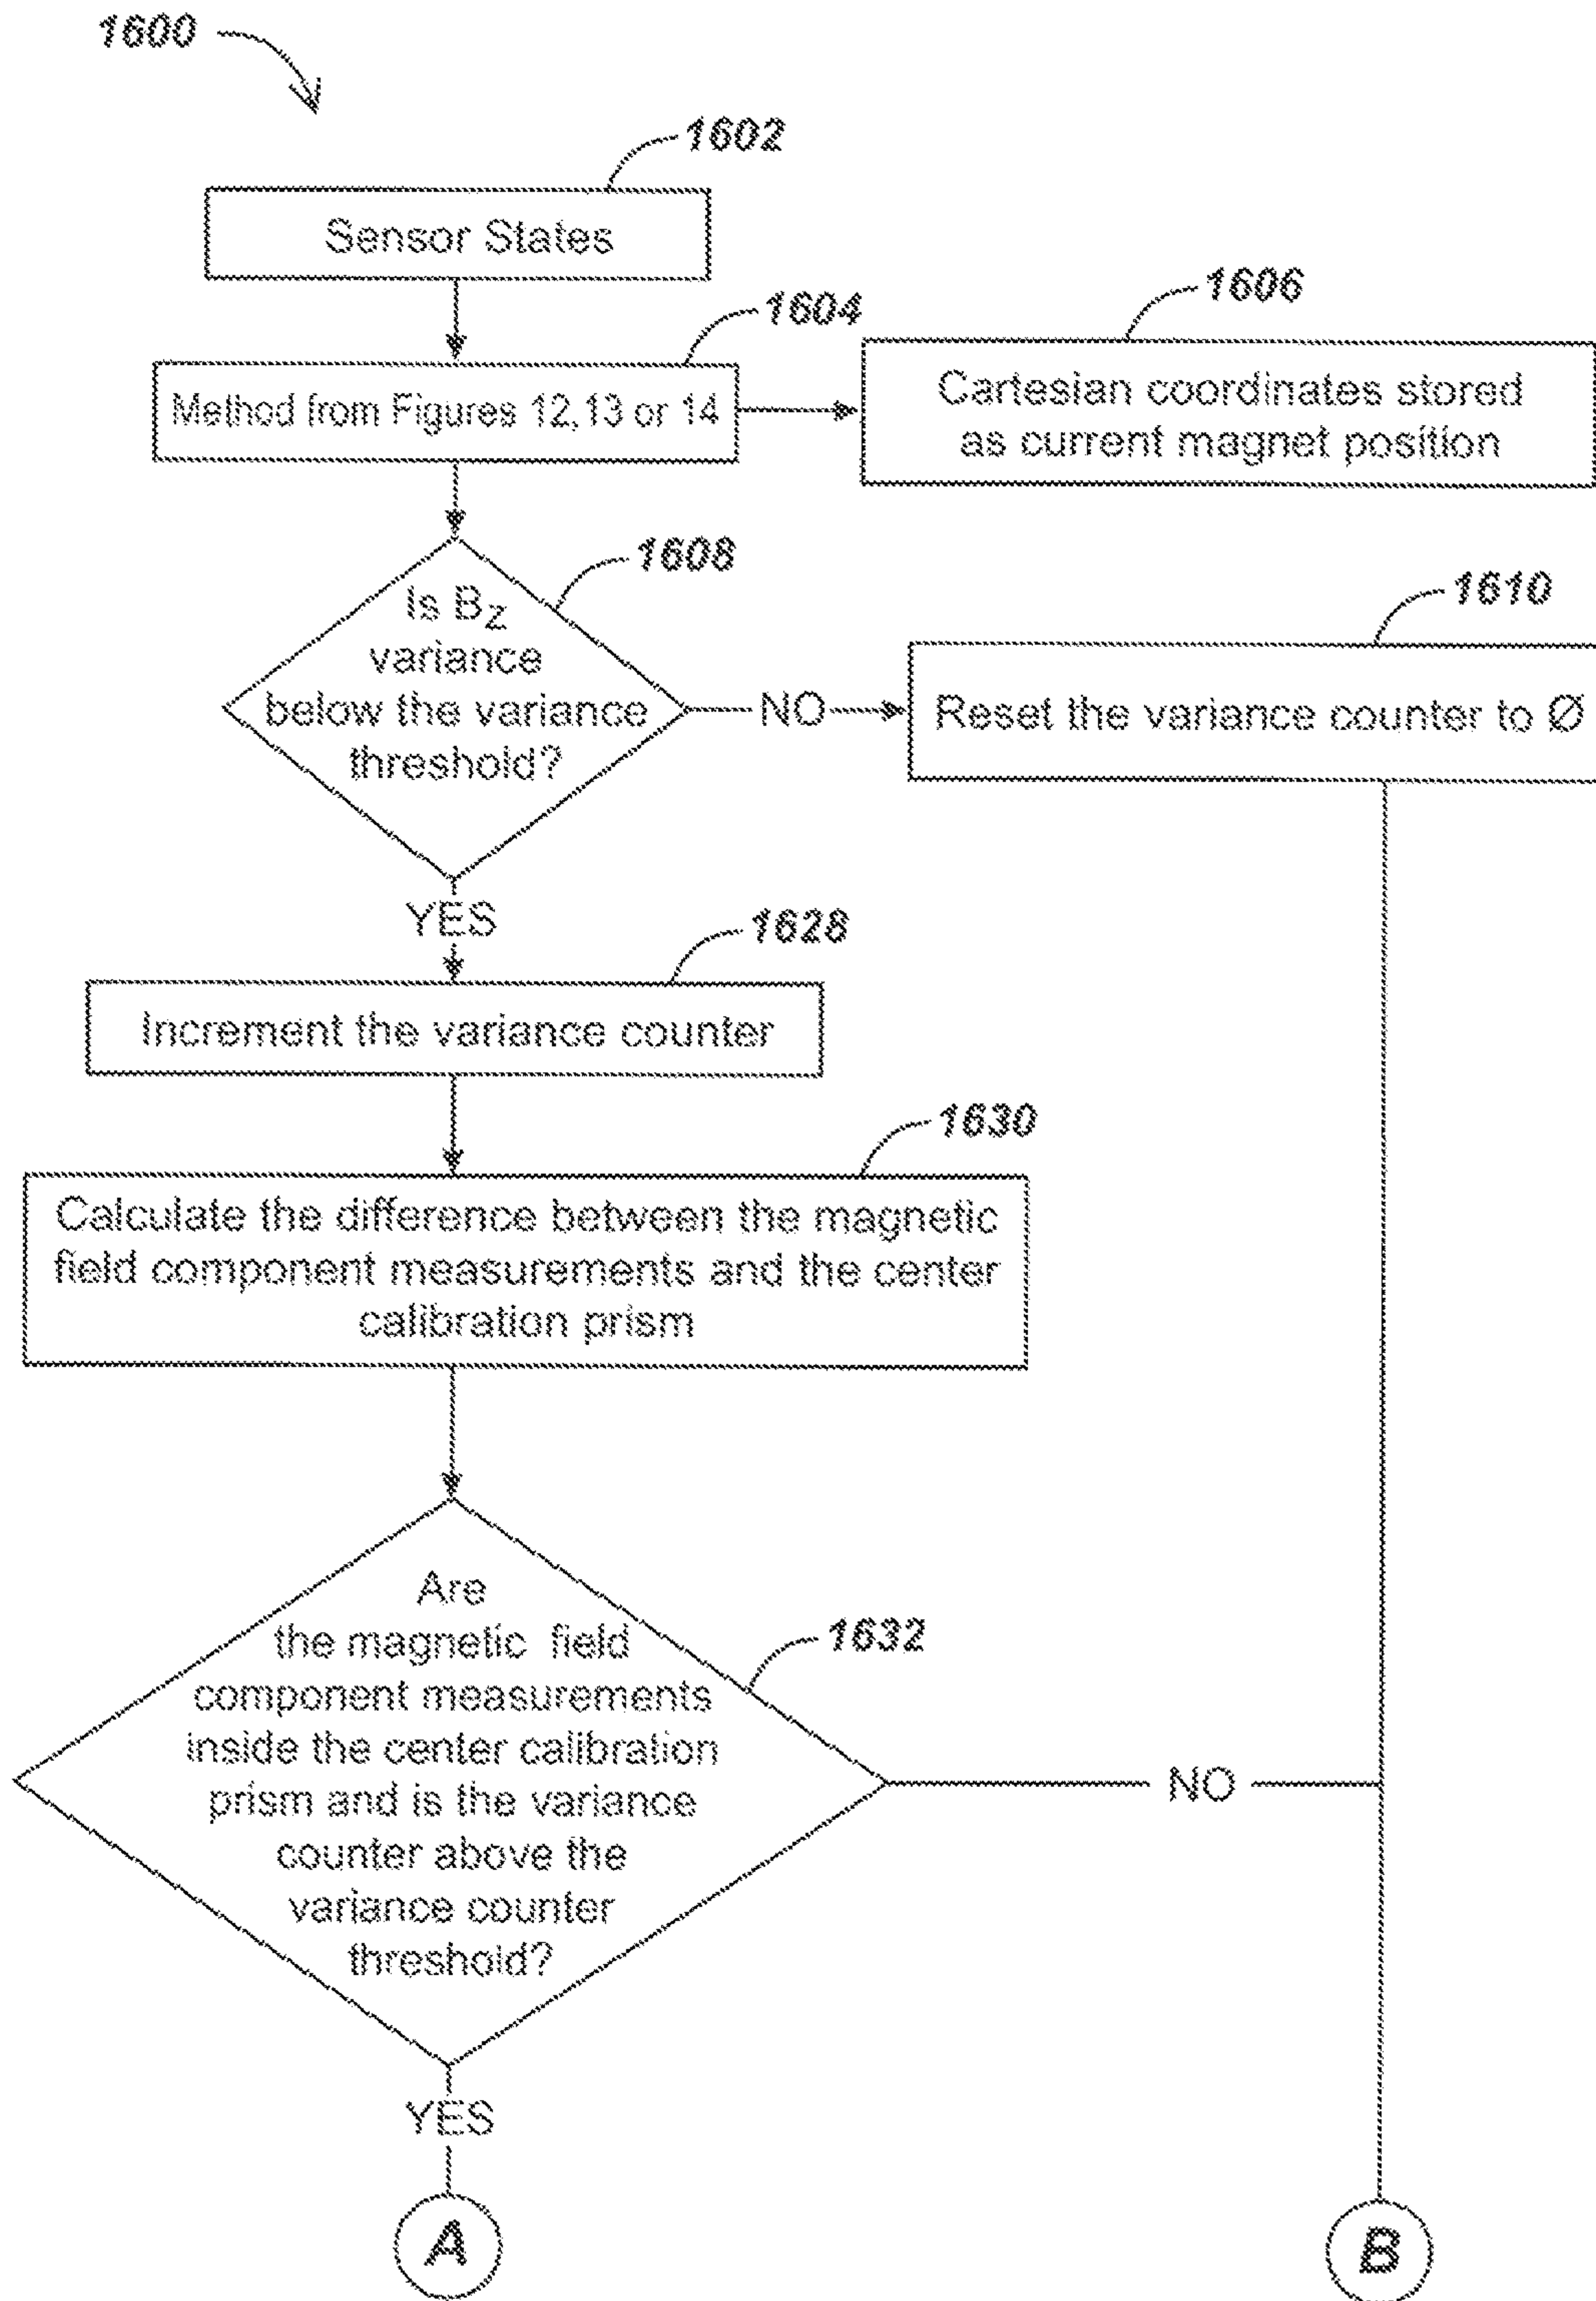 1600
1602
Sensor States
1604
Method from Figures 12,13 or 14
1606
Cartesian coordinates stored
as current magnet position
1608
Is BZ
variance
below the variance
threshold?
NO
1610
Reset the variance counter to Ø
YES
1628
Increment the variance counter
1630
Calculate the difference between the magnetic
field component measurements and the center
calibration prism
1632
Are
the magnetic field
component measurements
inside the center calibration
prism and is the variance
counter above the
variance counter
threshold?
NO
YES
A
B